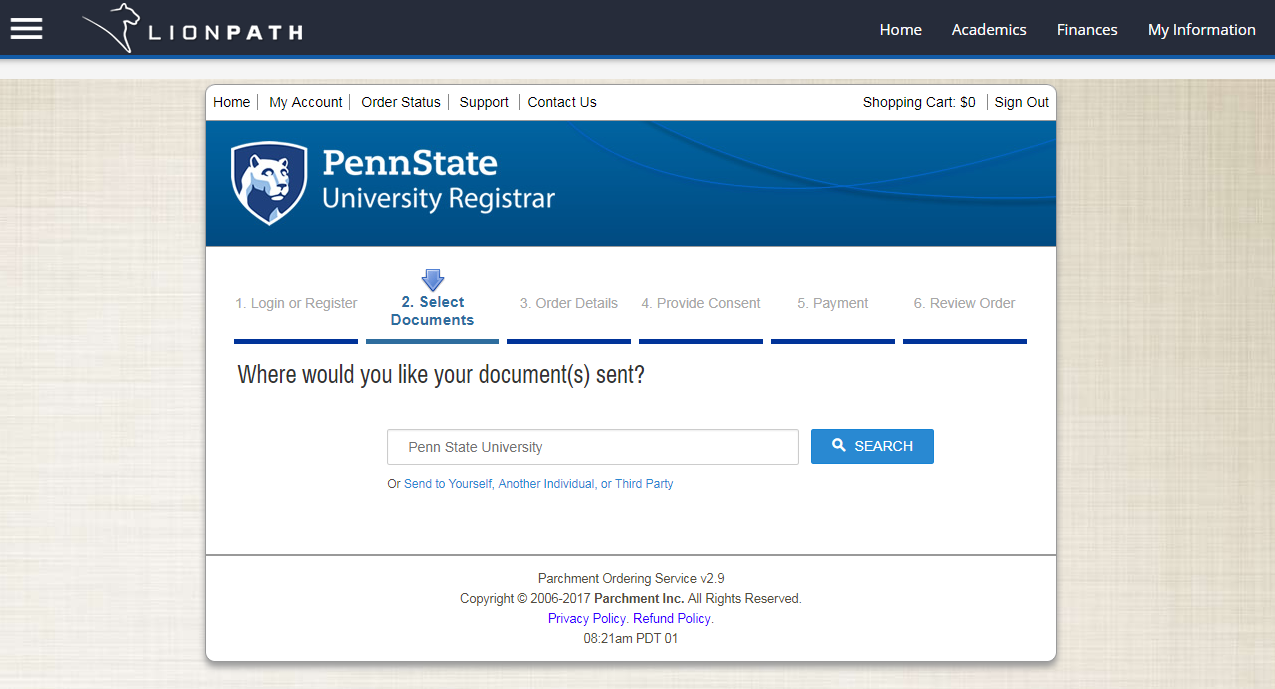 LIONPATH
Home Academics Finances My Information
Home My Account Order Status Support Contact Us Shopping Cart: $0 Sign Out
PennState
University Registrar
1. Login or Register 2. Select Documents 3. Order Details 4. Provide Consent 5. Payment 6. Review Order
Where would you like your document(s) sent?
Penn State University SEARCH
Or Send to Yourself, Another Individual, or Third Party
Parchment Ordering Service v2.9
Copyright © 2006-2017 Parchment Inc. All Rights Reserved.
Privacy Policy. Refund Policy.
08:21am PDT 01